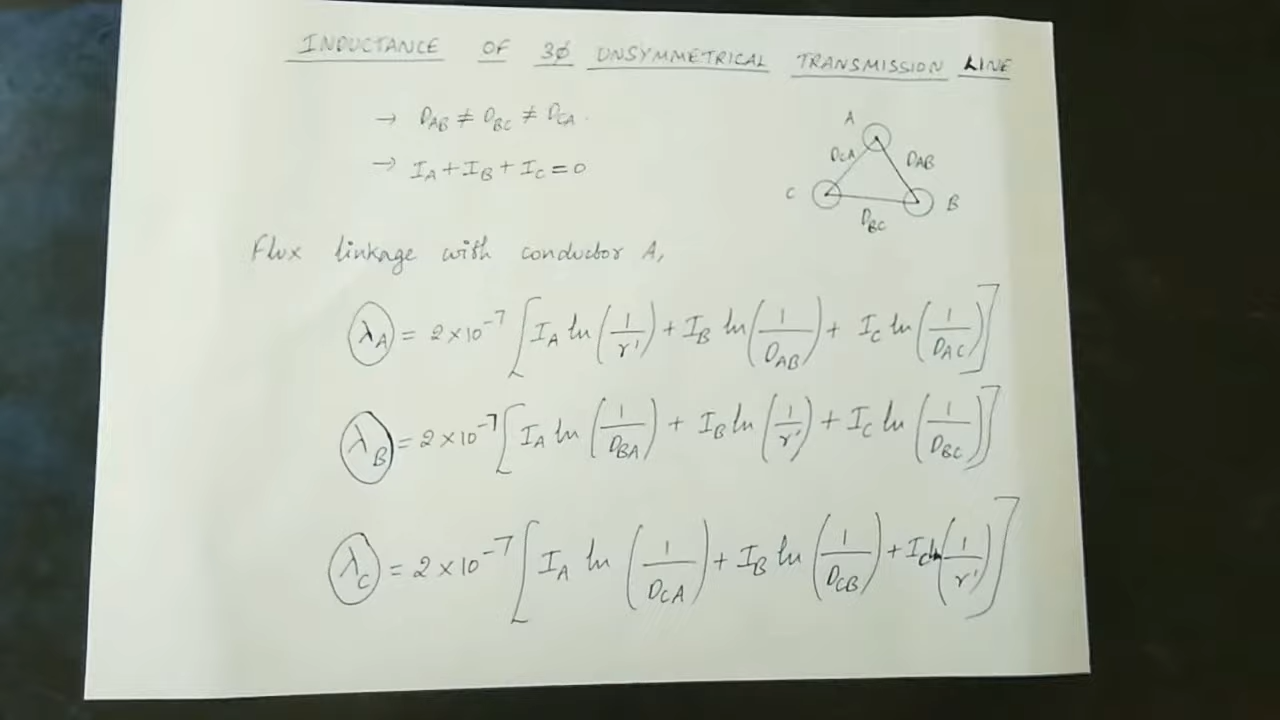 INDUCTANCE OF 3ϕ UNSYMMETRICAL TRANSMISSION LINE
→ D_AB ≠ D_BC ≠ D_CA.
→ I_A + I_B + I_C = 0
A
D_CA D_AB
C B
D_BC
Flux linkage with conductor A,
λ_A = 2×10^-7 [I_A ln(1/r') + I_B ln(1/D_AB) + I_C ln(1/D_AC)]
λ_B = 2×10^-7 [I_A ln(1/D_BA) + I_B ln(1/r') + I_C ln(1/D_BC)]
λ_C = 2×10^-7 [I_A ln(1/D_CA) + I_B ln(1/D_CB) + I_C ln(1/r')]